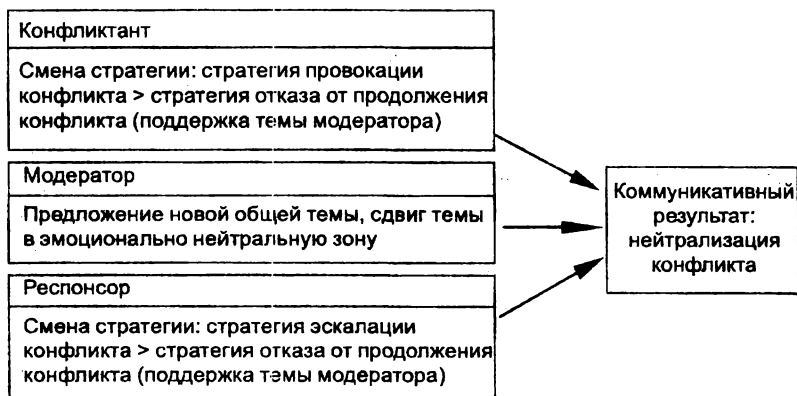 Конфликтант
Смена стратегии: стратегия провокации
конфликта > стратегия отказа от продолжения
конфликта (поддержка темы модератора)
Модератор
Предложение новой общей темы, сдвиг темы
в эмоционально нейтральную зону
Респонсор
Смена стратегии: стратегия эскалации
конфликта > стратегия отказа от продолжения
конфликта (поддержка темы модератора)
Коммуникативный
результат:
нейтрализация
конфликта